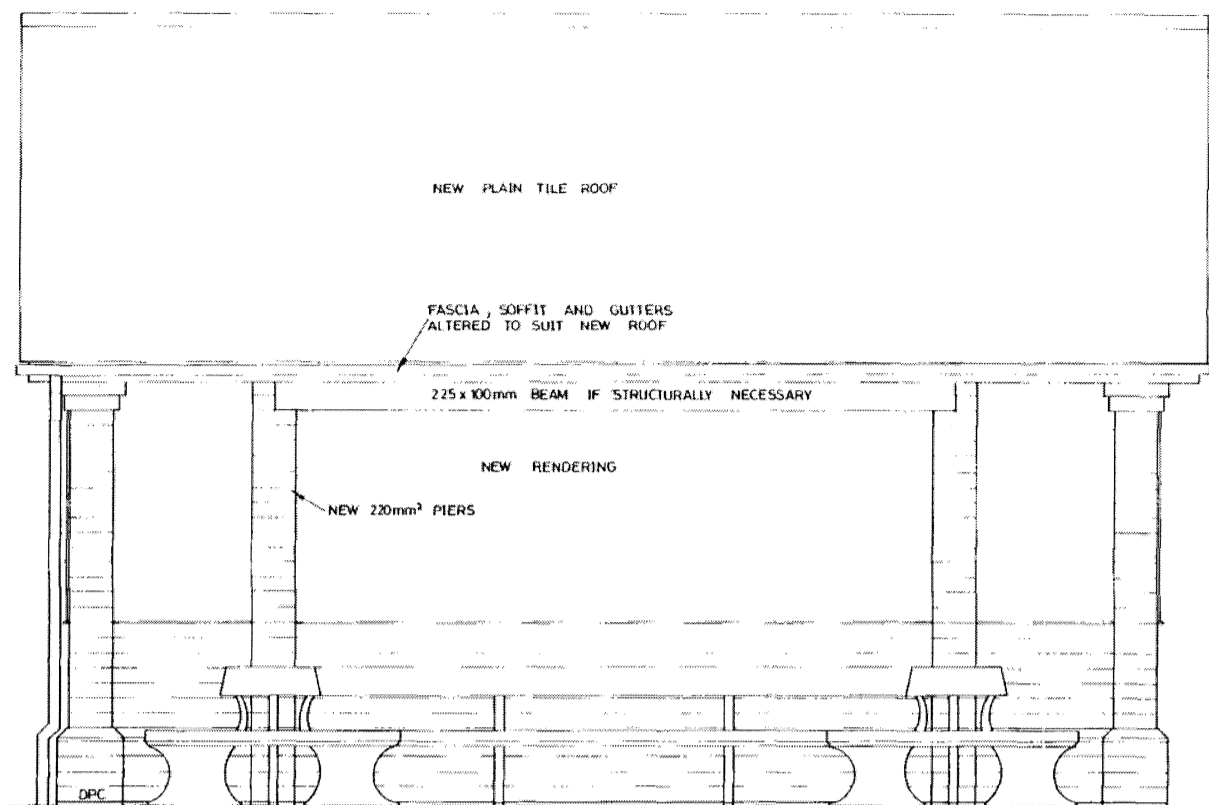 NEW PLAIN TILE ROOF
FASCIA, SOFFIT AND GUTTERS
ALTERED TO SUIT NEW ROOF
225 x 100mm BEAM IF STRUCTURALLY NECESSARY
NEW RENDERING
NEW 220mm² PIERS
DPC